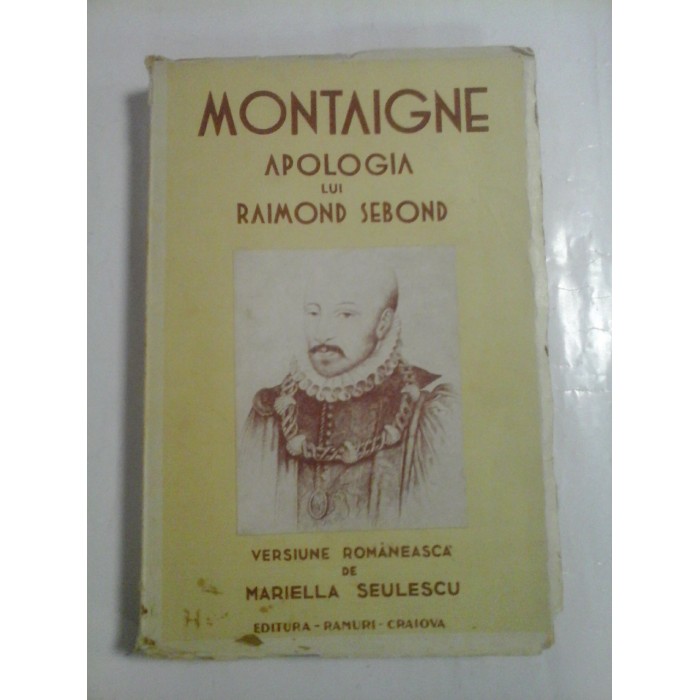 MONTAIGNE
APOLOGIA
LUI
RAIMOND SEBOND
VERSIUNE ROMÂNEASCĂ
DE
MARIELLA SEULESCU
EDITURA - RAMURI - CRAIOVA